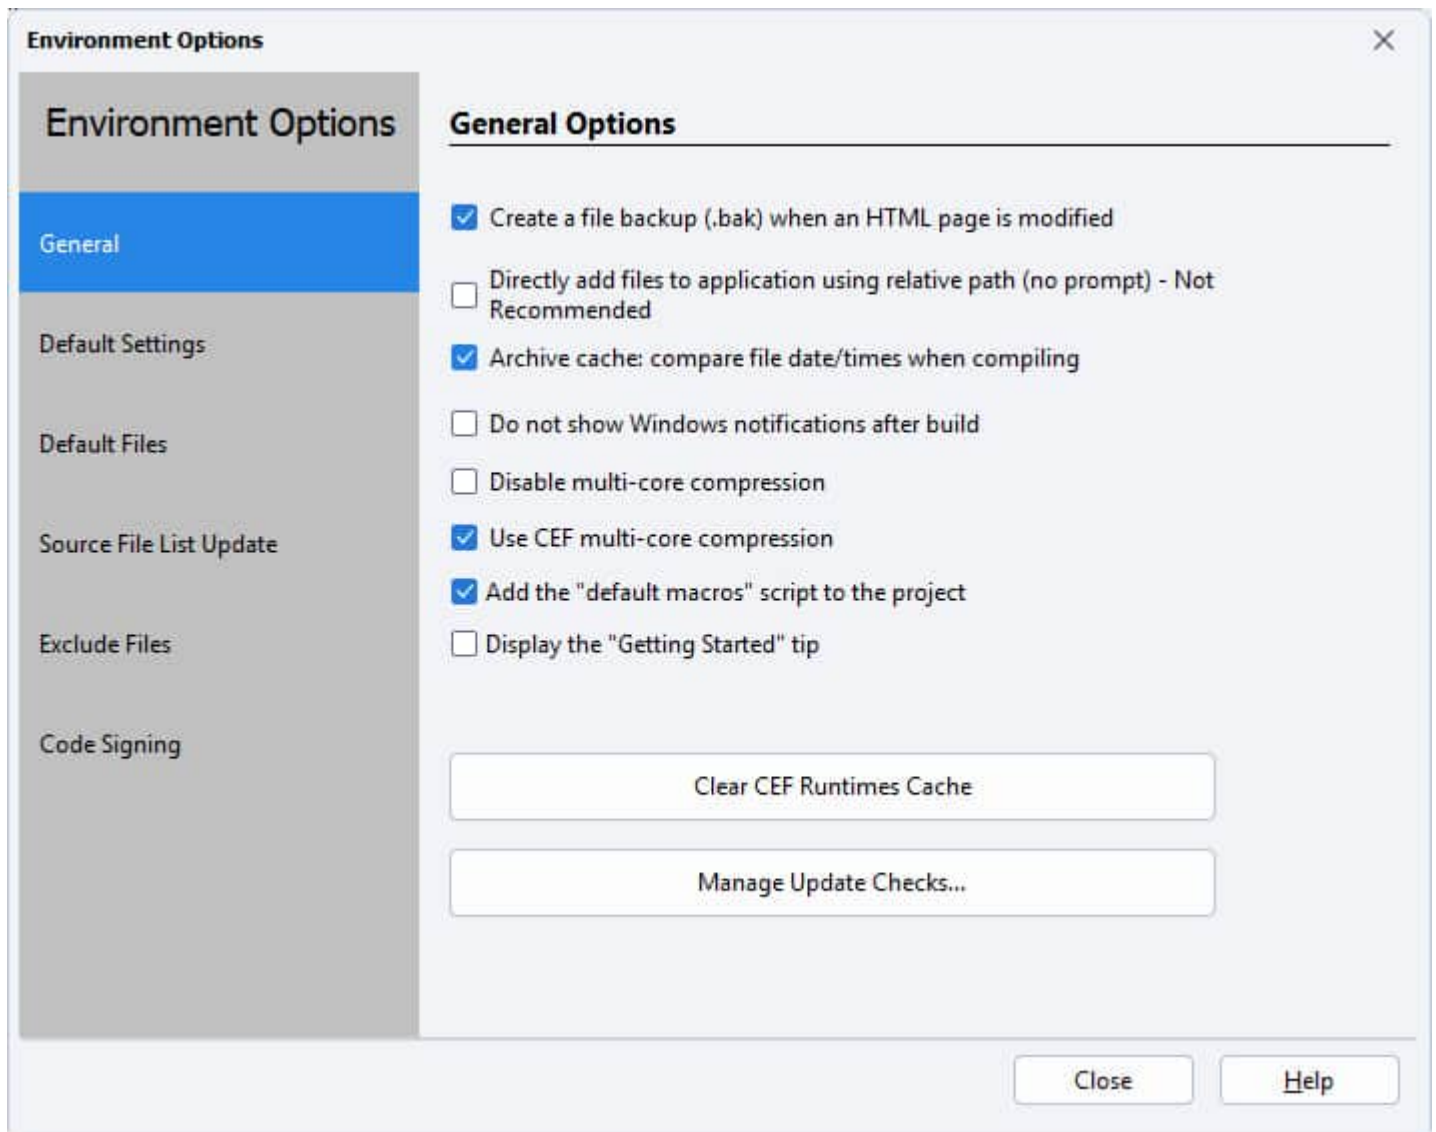 Environment Options
Environment Options
General
Default Settings
Default Files
Source File List Update
Exclude Files
Code Signing
General Options
Create a file backup (.bak) when an HTML page is modified
Directly add files to application using relative path (no prompt) - Not
Recommended
Archive cache: compare file date/times when compiling
Do not show Windows notifications after build
Disable multi-core compression
Use CEF multi-core compression
Add the "default macros" script to the project
Display the "Getting Started" tip
Clear CEF Runtimes Cache
Manage Update Checks...
Close
Help